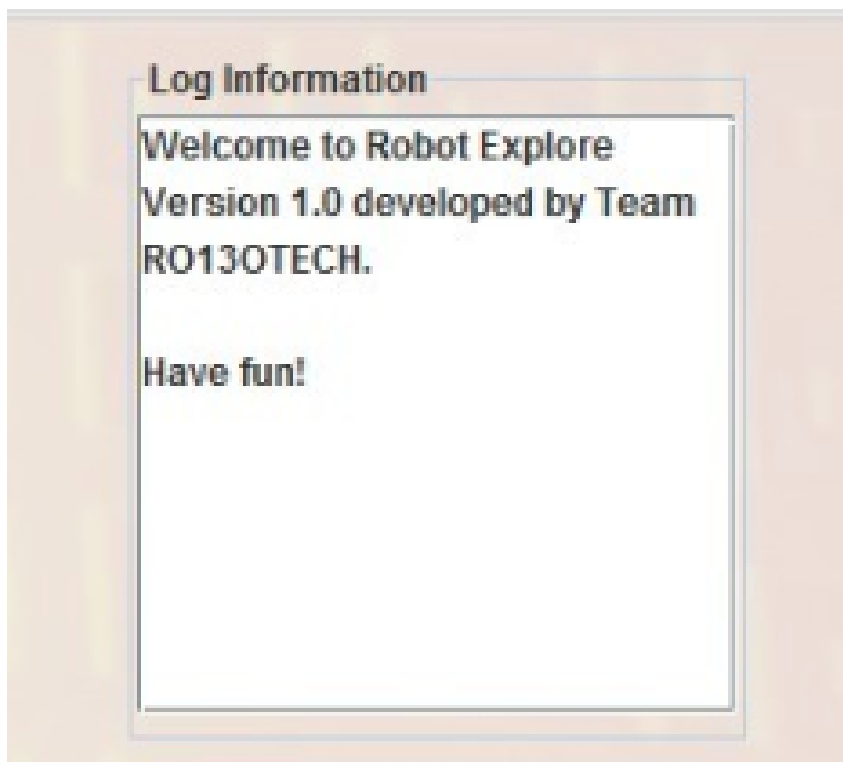 Log Information
Welcome to Robot Explore
Version 1.0 developed by Team
RO13OTECH.
Have fun!